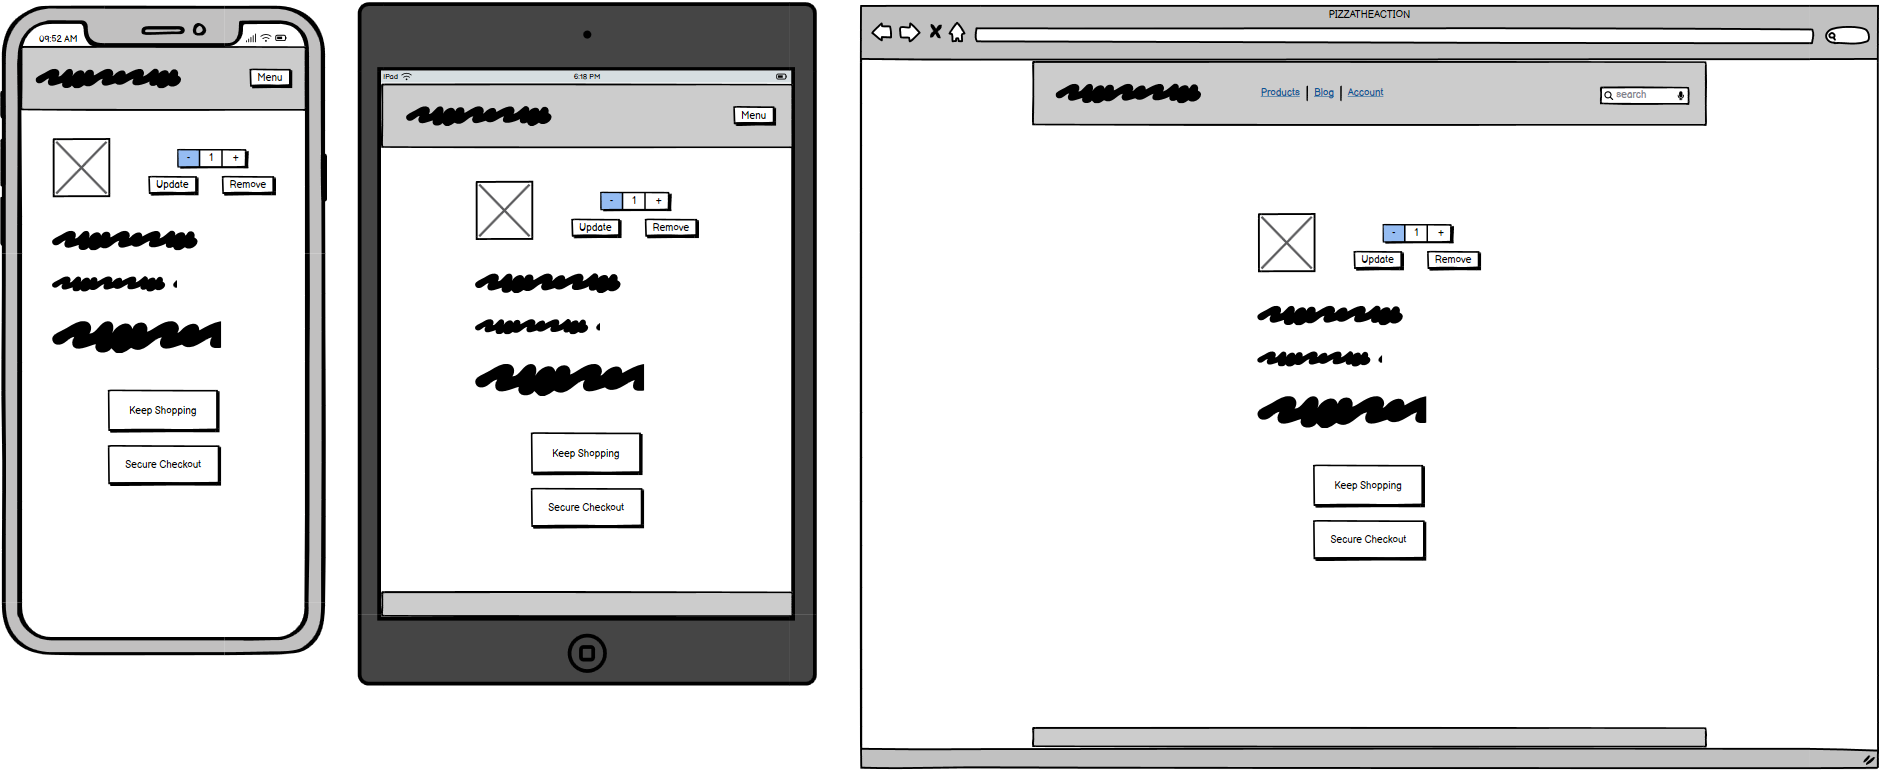 09:52 AM
Menu
- 1 +
Update Remove
Keep Shopping
Secure Checkout
iPad 6:18 PM
Menu
- 1 +
Update Remove
Keep Shopping
Secure Checkout
PIZZATHEACTION
Products | Blog | Account
search
- 1 +
Update Remove
Keep Shopping
Secure Checkout